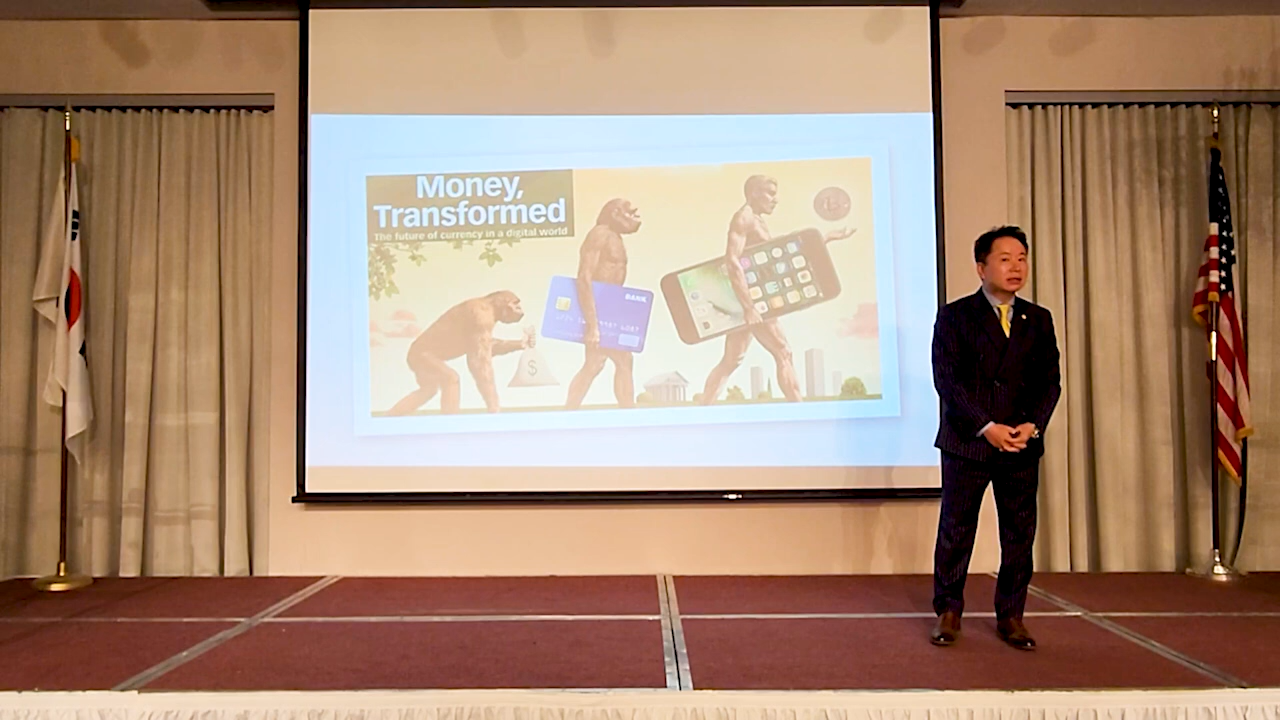 Money,
Transformed
The future of currency in a digital world
BANK
$